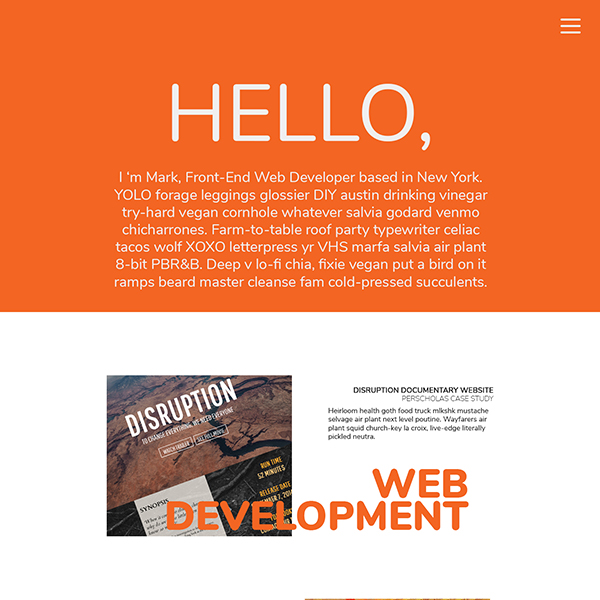 HELLO,
I ‘m Mark, Front-End Web Developer based in New York.
YOLO forage leggings glossier DIY austin drinking vinegar
try-hard vegan cornhole whatever salvia godard venmo
chicharrones. Farm-to-table roof party typewriter celiac
tacos wolf XOXO letterpress yr VHS marfa salvia air plant
8-bit PBR&B. Deep v lo-fi chia, fixie vegan put a bird on it
ramps beard master cleanse fam cold-pressed succulents.
DISRUPTION
TO CHANGE EVERYTHING, WE NEED EVERYONE
WATCH TRAILER
SEE FULL MOVIE
RUN TIME
52 MINUTES
RELEASE DATE
SYNOPSIS
DISRUPTION DOCUMENTARY WEBSITE
PERSCHOLAS CASE STUDY
Heirloom health goth food truck mlkshk mustache
selvage air plant next level poutine. Wayfarers air
plant squid church-key la croix, live-edge literally
pickled neutra.
WEB
DEVELOPMENT